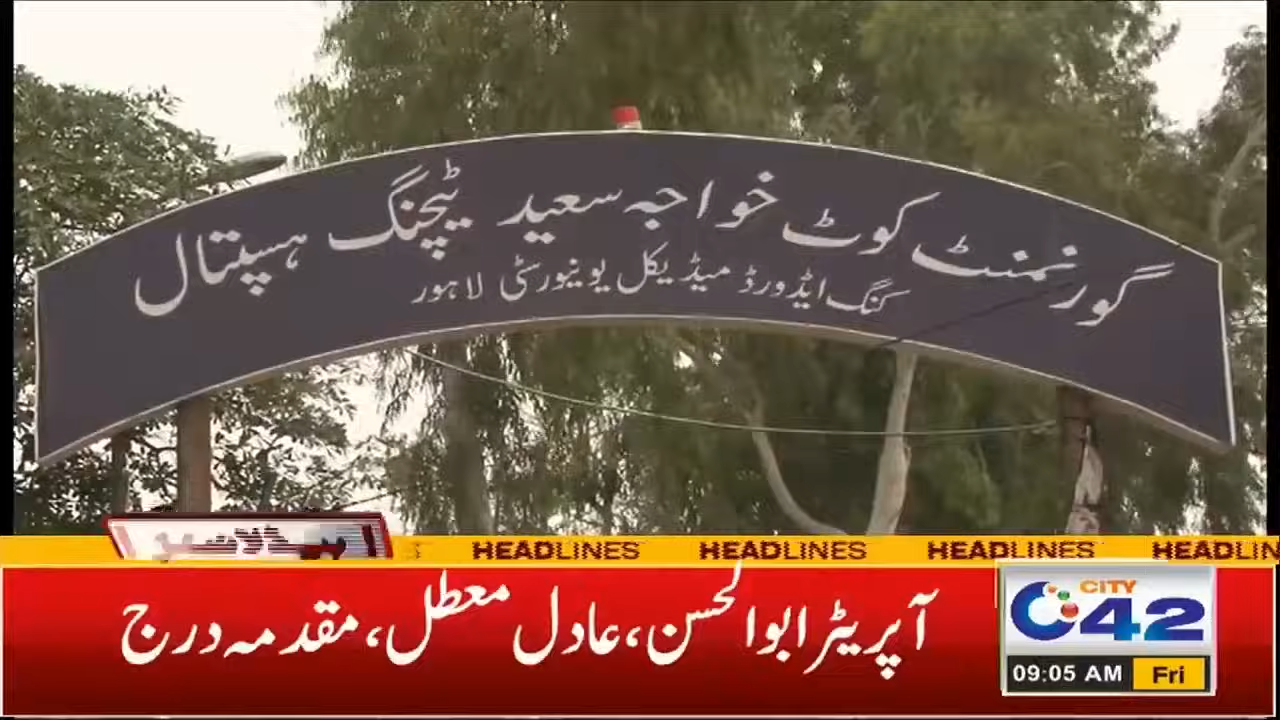 گورنمنٹ کوٹ خواجہ سعید ٹیچنگ ہسپتال
کنگ ایڈورڈ میڈیکل یونیورسٹی لاہور
HEADLINES HEADLINES HEADLINES HEADLIN
آپریٹر ابوالحسن، عادل معطل، مقدمہ درج
CITY
42
09:05 AM Fri